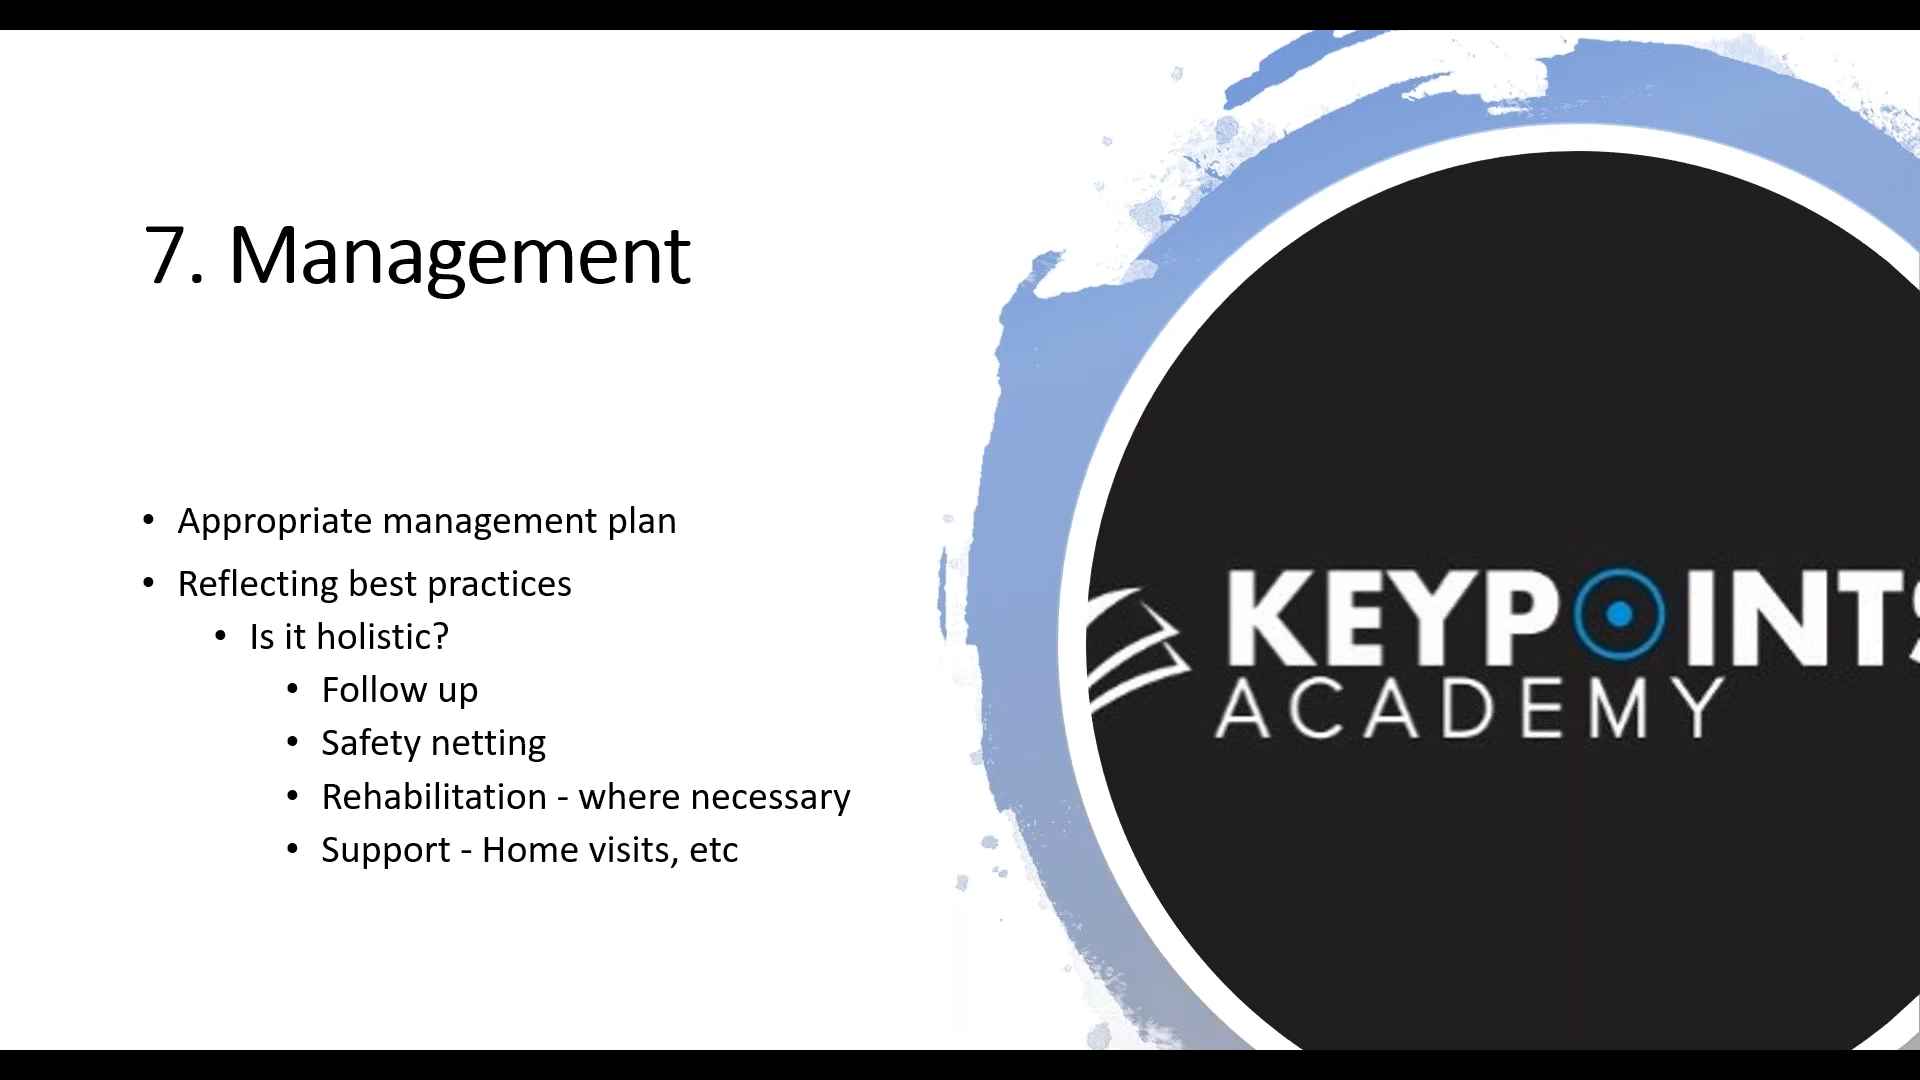 7. Management
• Appropriate management plan
• Reflecting best practices
• Is it holistic?
• Follow up
• Safety netting
• Rehabilitation - where necessary
• Support - Home visits, etc
KEYPOINTS
ACADEMY